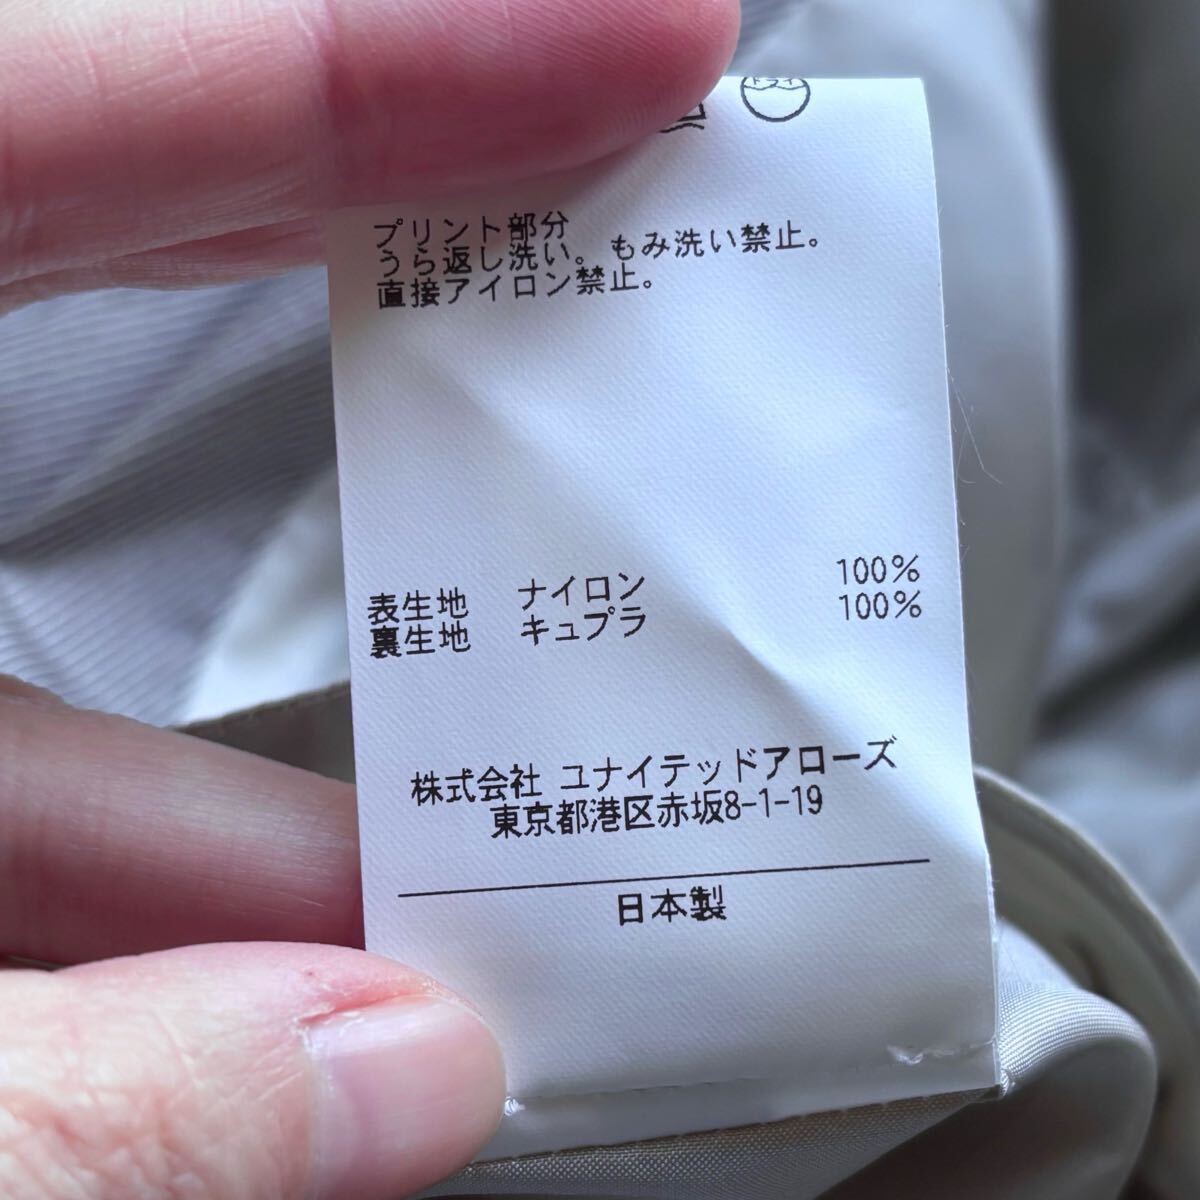 ドライ
プリント部分
うら返し洗い。もみ洗い禁止。
直接アイロン禁止。
表生地 ナイロン 100%
裏生地 キュプラ 100%
株式会社 ユナイテッドアローズ
東京都港区赤坂8-1-19
日本製